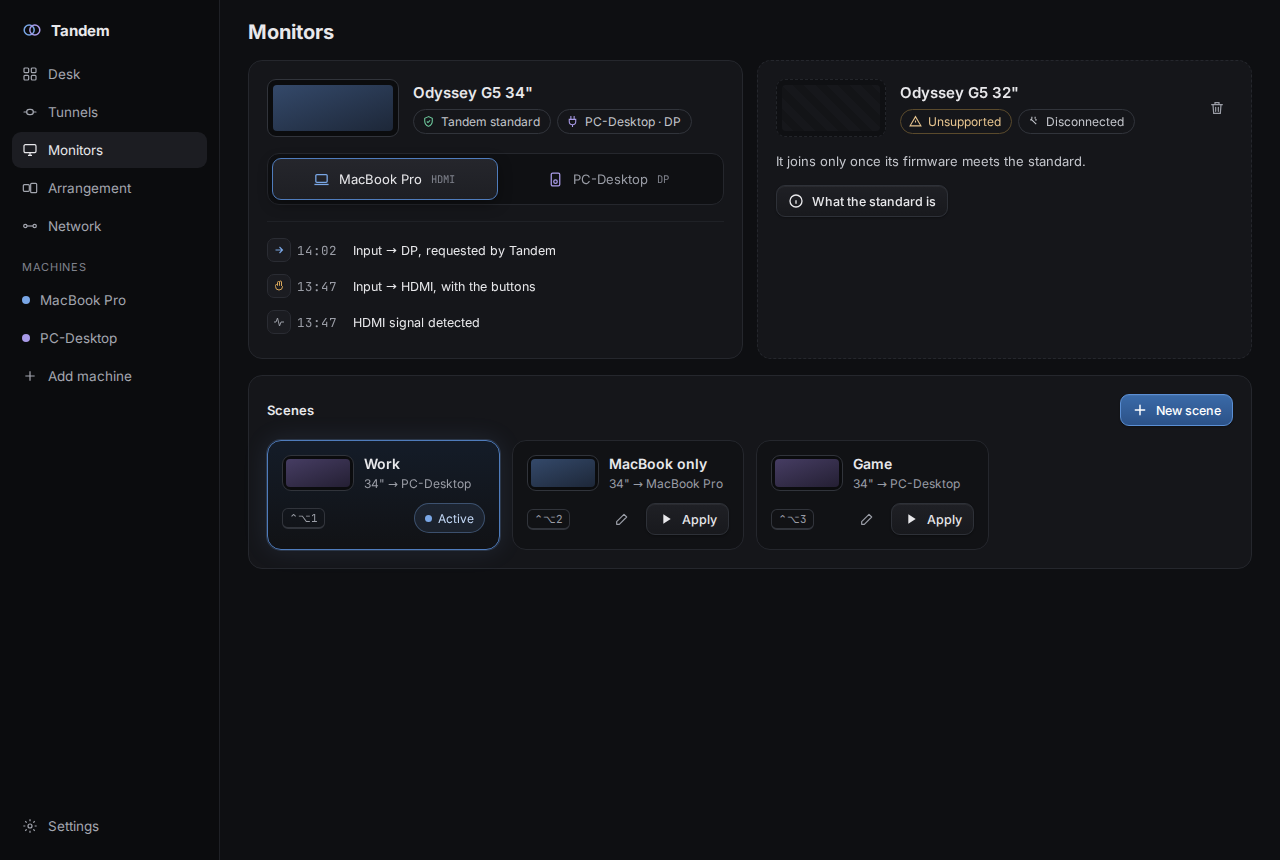 Tandem
Desk
Tunnels
Monitors
Arrangement
Network
MACHINES
MacBook Pro
PC-Desktop
Add machine
Settings
Monitors
Odyssey G5 34"
Tandem standard
PC-Desktop · DP
MacBook Pro HDMI
PC-Desktop DP
14:02 Input → DP, requested by Tandem
13:47 Input → HDMI, with the buttons
13:47 HDMI signal detected
Odyssey G5 32"
Unsupported
Disconnected
It joins only once its firmware meets the standard.
What the standard is
Scenes
New scene
Work
34" → PC-Desktop
⌃⌥1
Active
MacBook only
34" → MacBook Pro
⌃⌥2
Apply
Game
34" → PC-Desktop
⌃⌥3
Apply